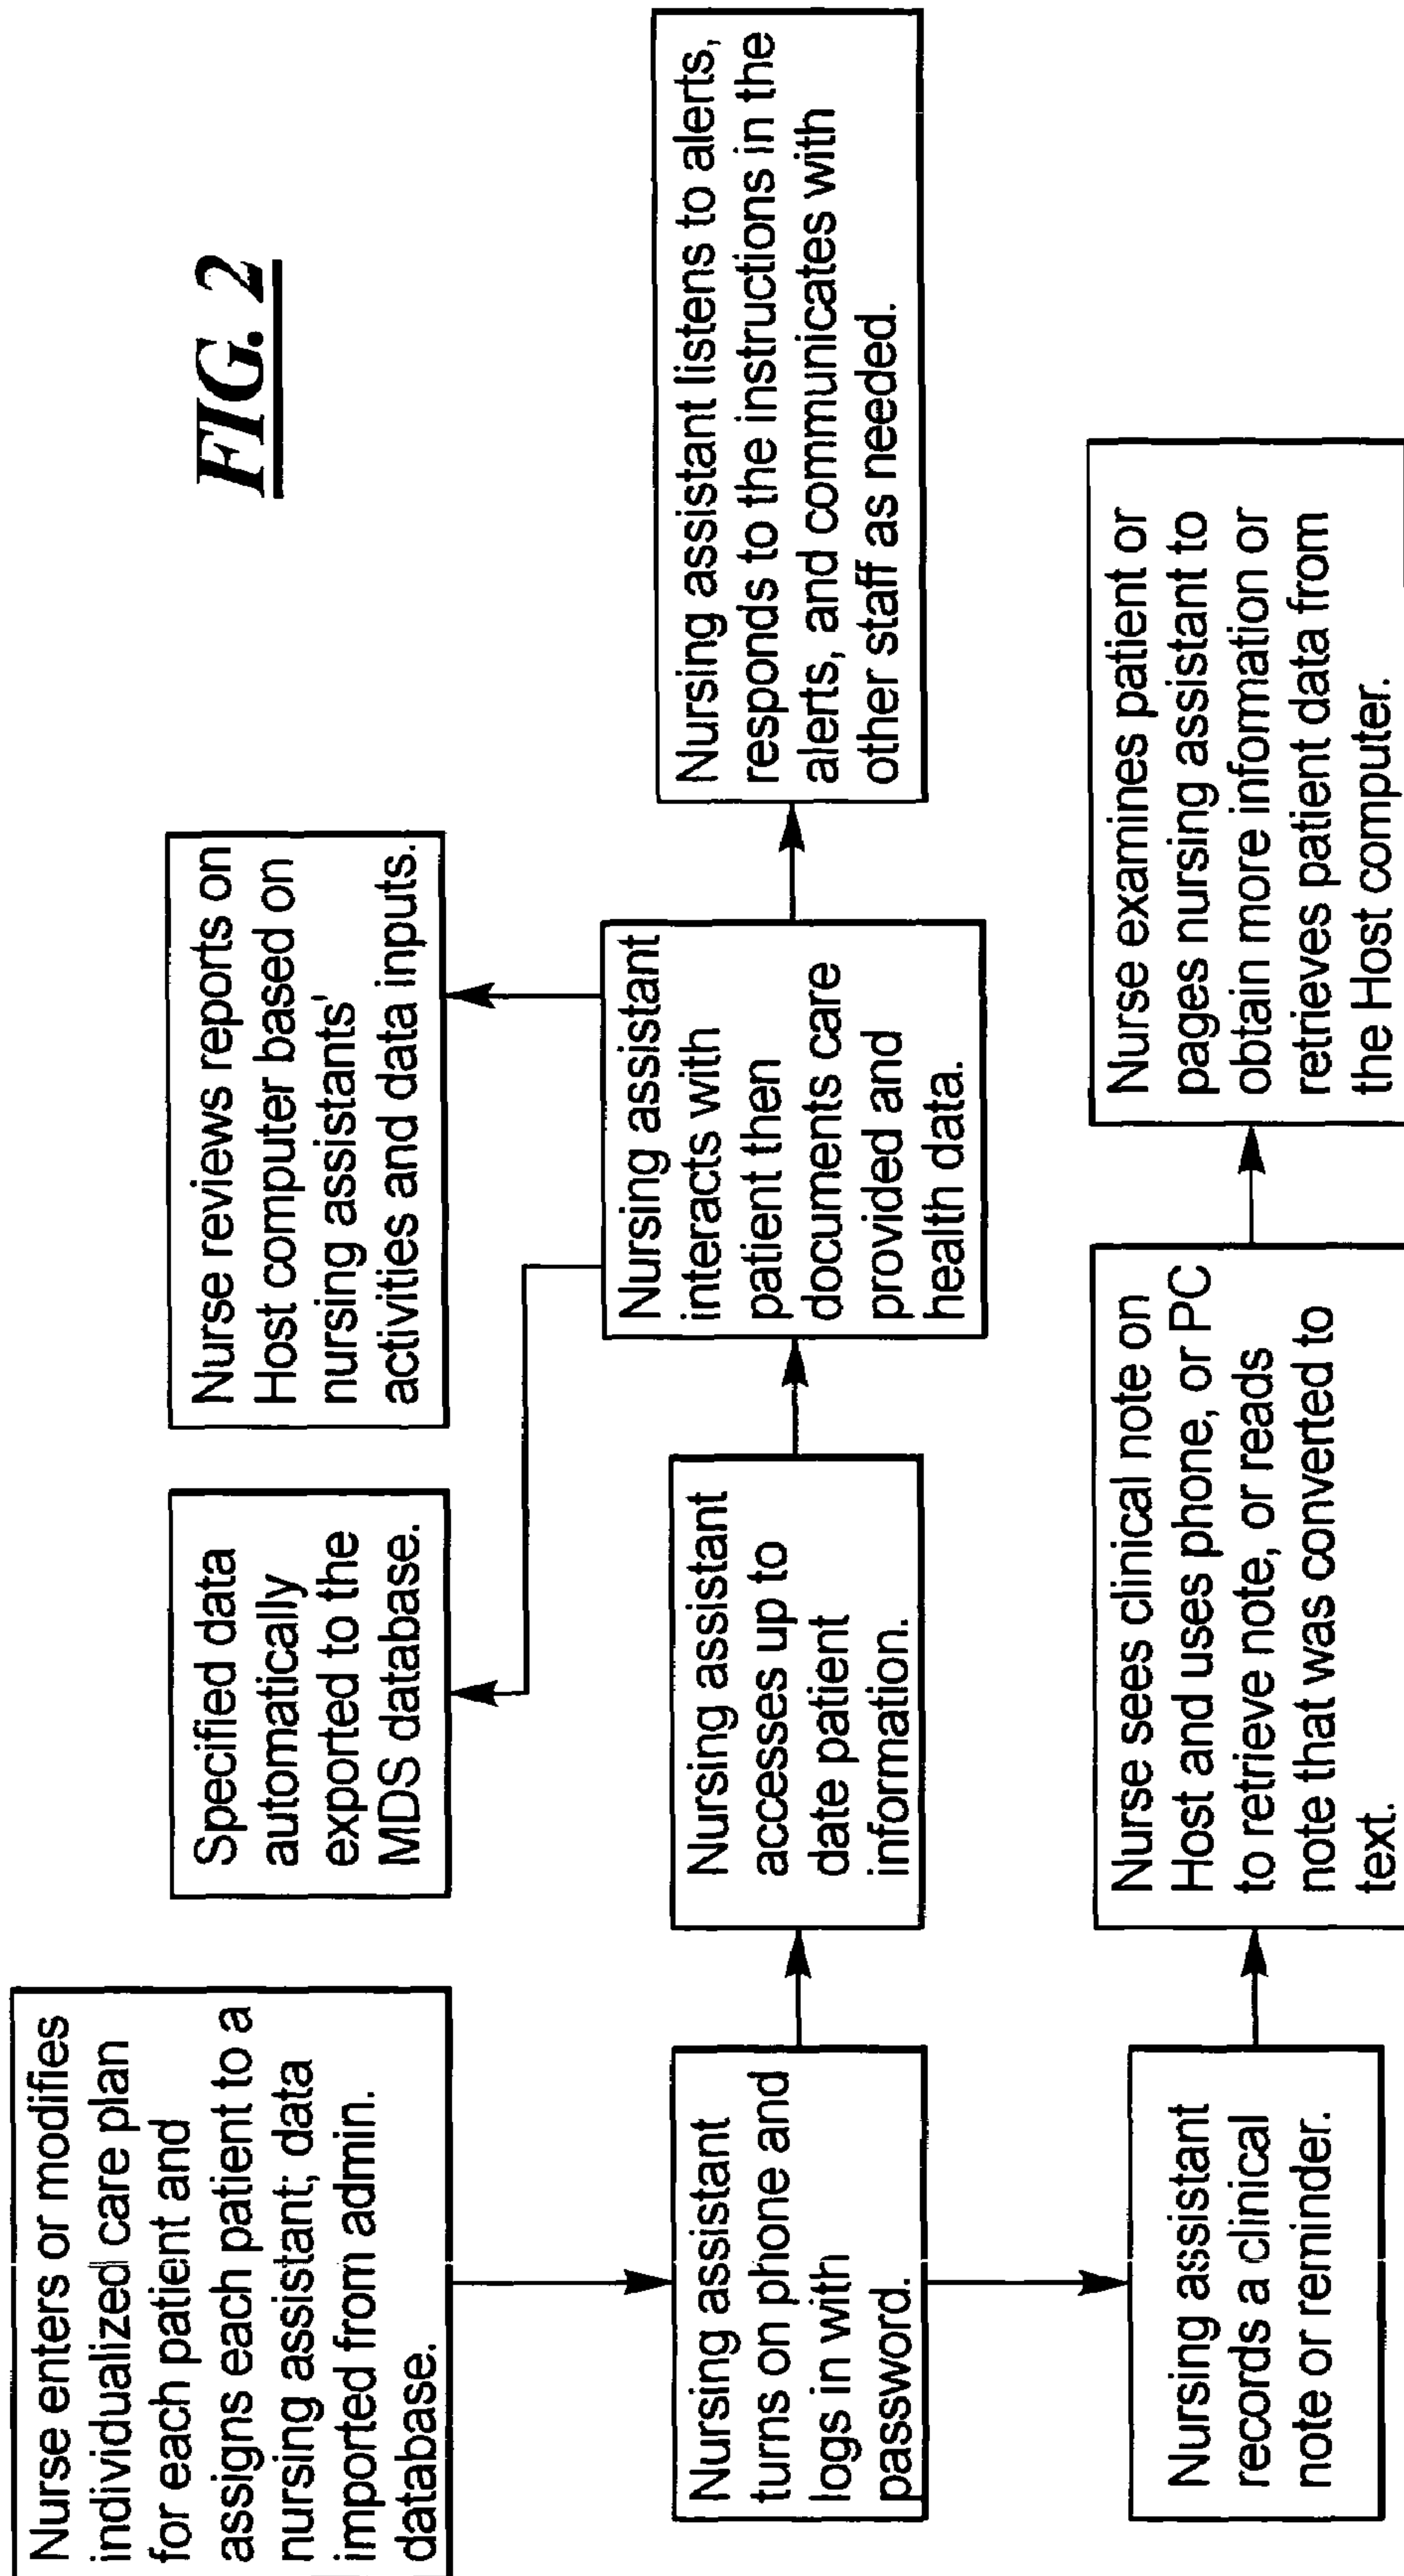 FIG. 2
Nurse enters or modifies
individualized care plan
for each patient and
assigns each patient to a
nursing assistant; data
imported from admin.
database.
Specified data
automatically
exported to the
MDS database.
Nurse reviews reports on
Host computer based on
nursing assistants'
activities and data inputs.
Nursing assistant
turns on phone and
logs in with
password.
Nursing assistant
accesses up to
date patient
information.
Nursing assistant
interacts with
patient then
documents care
provided and
health data.
Nursing assistant listens to alerts,
responds to the instructions in the
alerts, and communicates with
other staff as needed.
Nursing assistant
records a clinical
note or reminder.
Nurse sees clinical note on
Host and uses phone, or PC
to retrieve note, or reads
note that was converted to
text.
Nurse examines patient or
pages nursing assistant to
obtain more information or
retrieves patient data from
the Host computer.